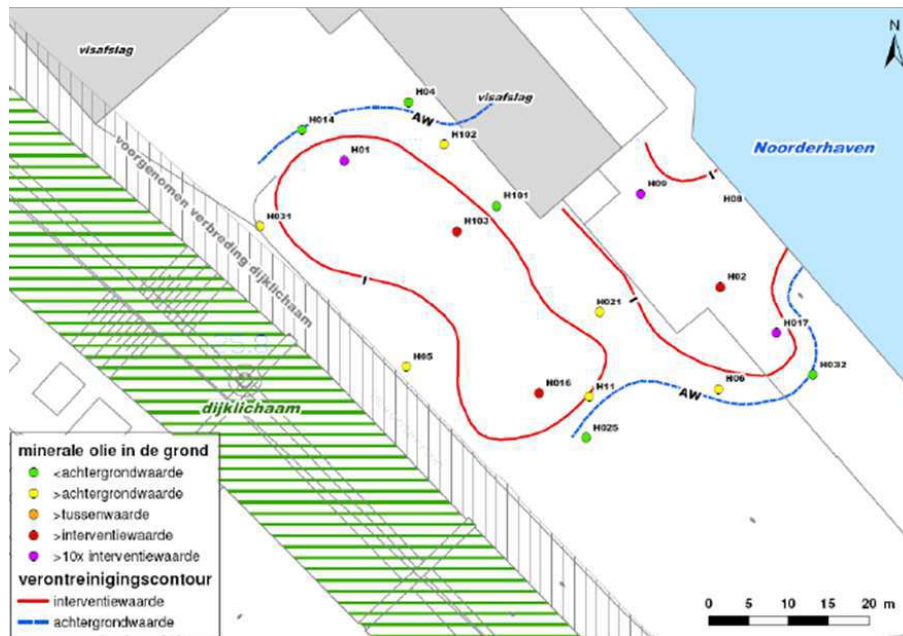 visafslag
N
H04
visafslag
AW
H014
H102
H01
Noorderhaven
voorgenomen verbreding dijklichaam
I
H09
H08
H101
H031
H103
I
I
H02
H021
H017
H05
H032
H06
H016
H11
AW
dijklichaam
H025
minerale olie in de grond
<achtergrondwaarde
>achtergrondwaarde
>tussenwaarde
>interventiewaarde
>10x interventiewaarde
verontreinigingscontour
interventiewaarde
achtergrondwaarde
0 5 10 15 20 m